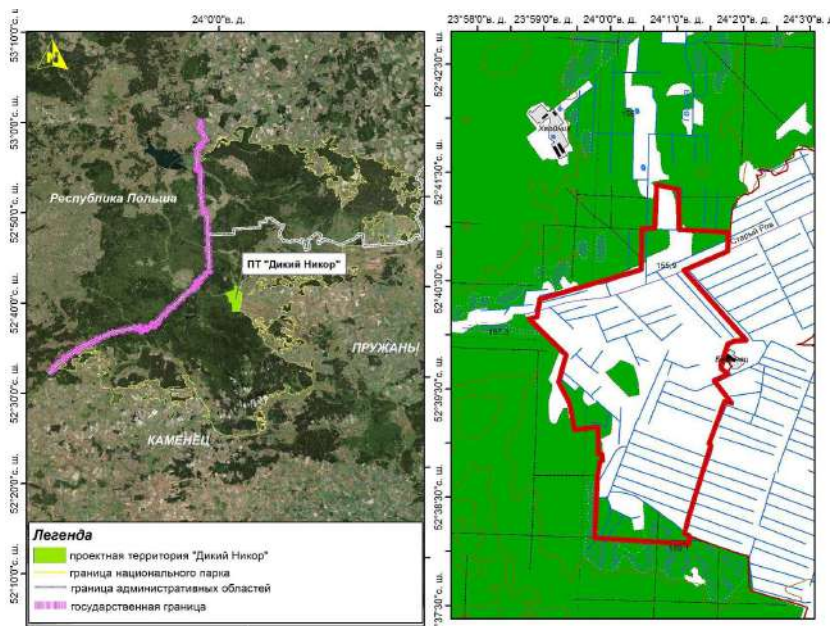 24°0'0"в. д.
53°10'0"с. ш.
53°0'0"с. ш.
52°50'0"с. ш.
52°40'0"с. ш.
52°30'0"с. ш.
52°20'0"с. ш.
52°10'0"с. ш.
Республика Польша
ПТ "Дикий Никор"
ПРУЖАНЫ
КАМЕНЕЦ
Легенда
проектная территория "Дикий Никор"
граница национального парка
граница административных областей
государственная граница
23°58'0"в. д. 23°59'0"в. д. 24°0'0"в. д. 24°1'0"в. д. 24°2'0"в. д. 24°3'0"в. д.
52°42'30"с. ш.
52°41'30"с. ш.
52°40'30"с. ш.
52°39'30"с. ш.
52°38'30"с. ш.
52°37'30"с. ш.
Старый Ров
155,9